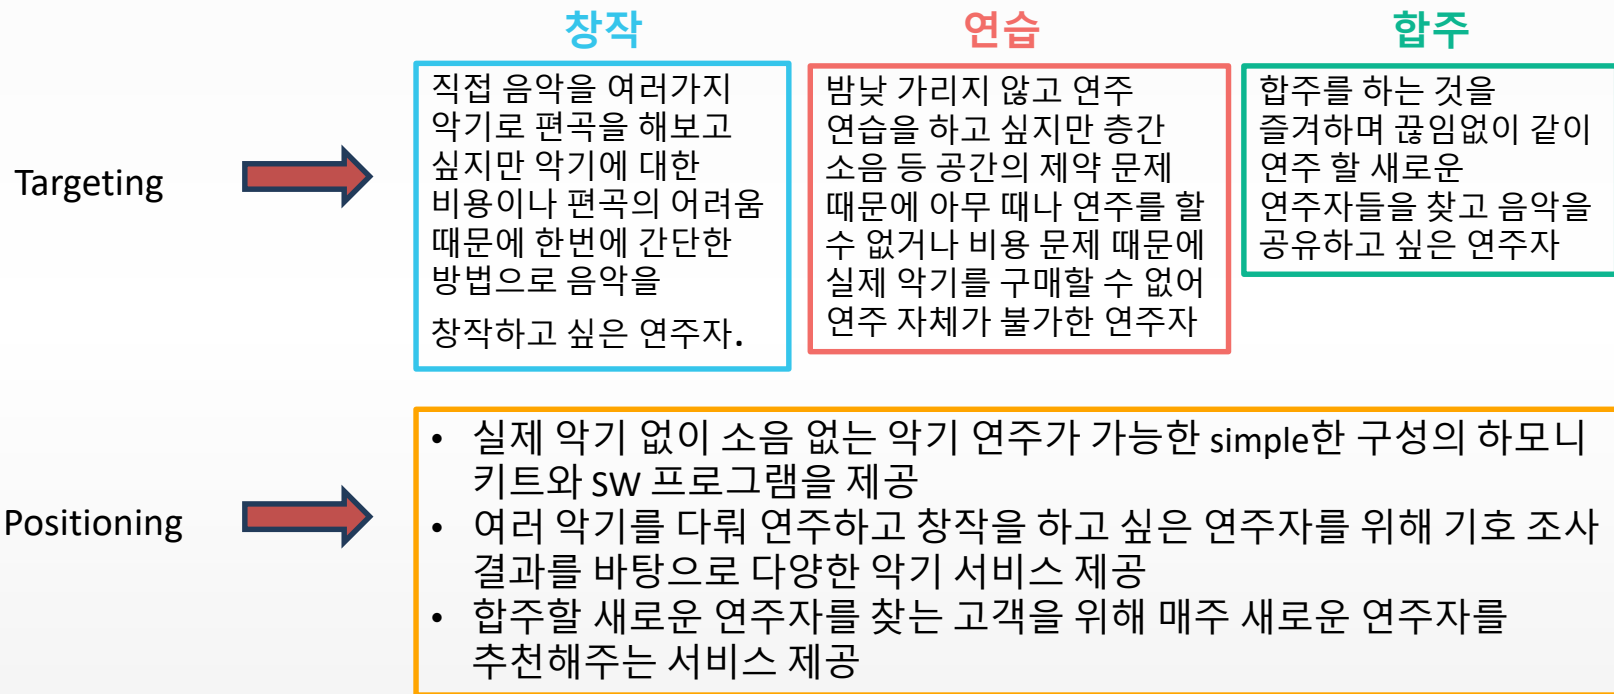 창작
연습
합주
Targeting
직접 음악을 여러가지
악기로 편곡을 해보고
싶지만 악기에 대한
비용이나 편곡의 어려움
때문에 한번에 간단한
방법으로 음악을
창작하고 싶은 연주자.
밤낮 가리지 않고 연주
연습을 하고 싶지만 층간
소음 등 공간의 제약 문제
때문에 아무 때나 연주를 할
수 없거나 비용 문제 때문에
실제 악기를 구매할 수 없어
연주 자체가 불가한 연주자
합주를 하는 것을
즐겨하며 끊임없이 같이
연주 할 새로운
연주자들을 찾고 음악을
공유하고 싶은 연주자
Positioning
• 실제 악기 없이 소음 없는 악기 연주가 가능한 simple한 구성의 하모니
키트와 SW 프로그램을 제공
• 여러 악기를 다뤄 연주하고 창작을 하고 싶은 연주자를 위해 기호 조사
결과를 바탕으로 다양한 악기 서비스 제공
• 합주할 새로운 연주자를 찾는 고객을 위해 매주 새로운 연주자를
추천해주는 서비스 제공